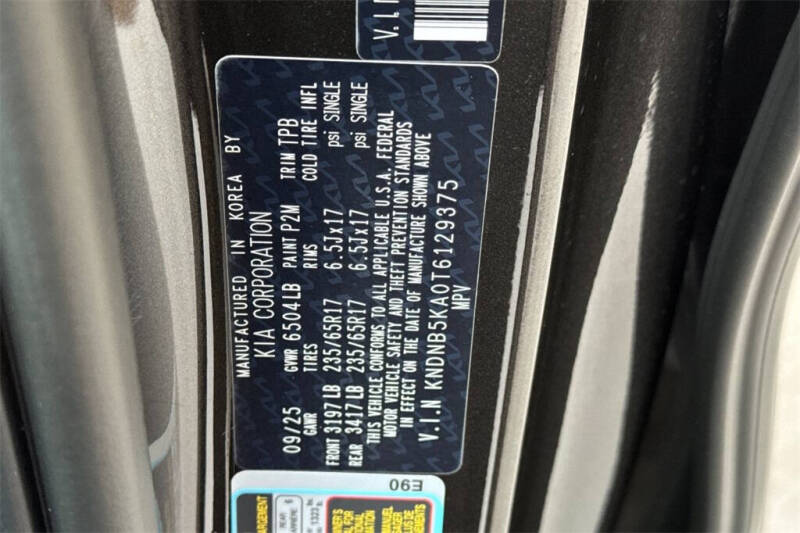 V.I.N
MANUFACTURED IN KOREA BY
KIA CORPORATION
09/25 GVWR 6504LB PAINT P2M TRIM TPB
GAWR TIRES RIMS COLD TIRE INFL
FRONT 3197LB 235/65R17 6.5Jx17 psi SINGLE
REAR 3417LB 235/65R17 6.5Jx17 psi SINGLE
THIS VEHICLE CONFORMS TO ALL APPLICABLE U.S.A. FEDERAL
MOTOR VEHICLE SAFETY AND THEFT PREVENTION STANDARDS
IN EFFECT ON THE DATE OF MANUFACTURE SHOWN ABOVE
V.I.N KNDNB5KA0T6129375
MPV
E90